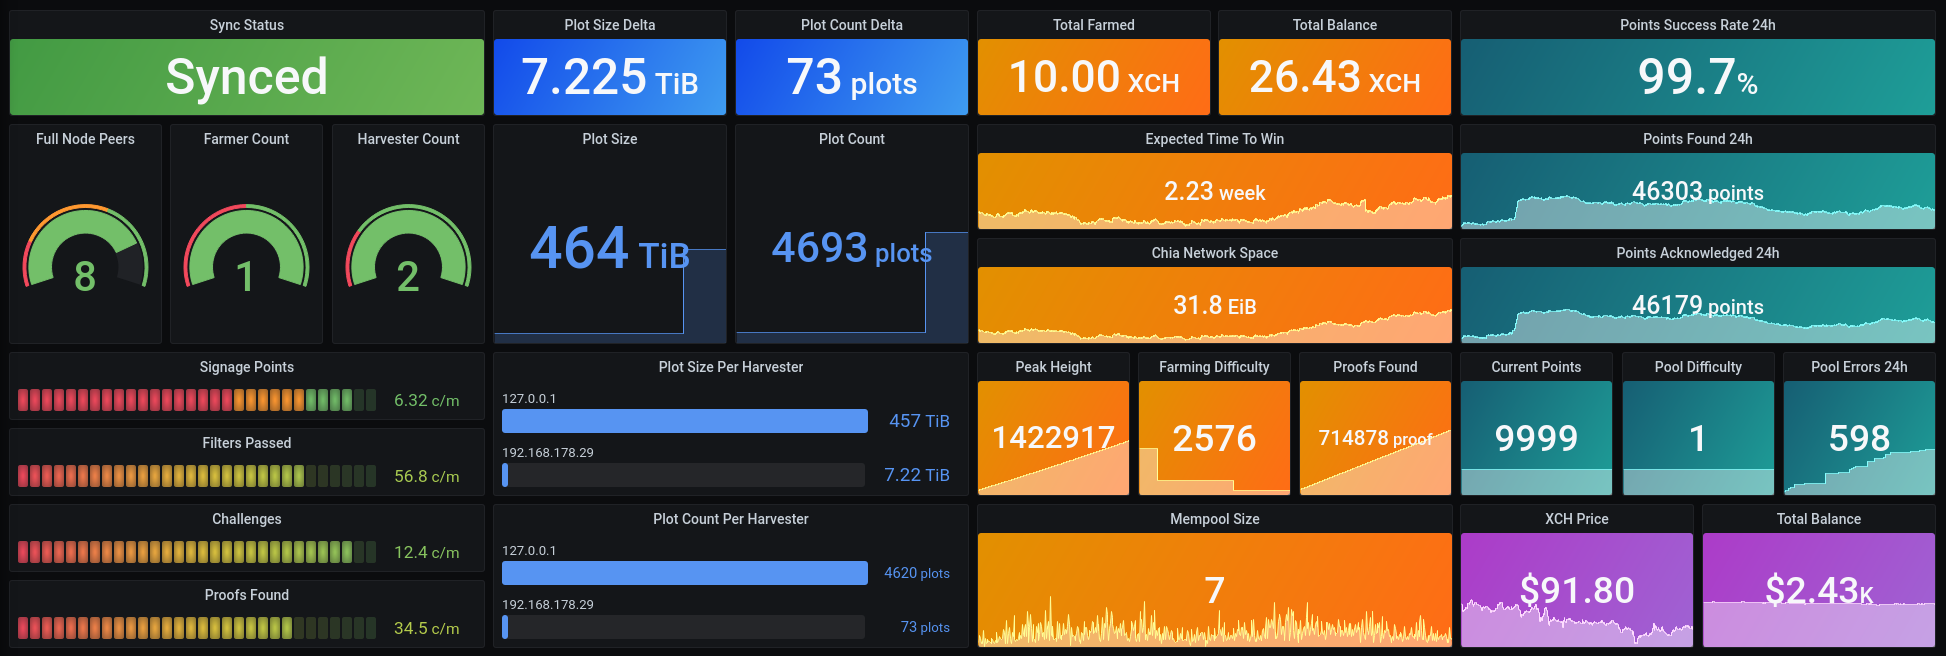 Sync Status
Synced
Plot Size Delta
7.225 TiB
Plot Count Delta
73 plots
Total Farmed
10.00 XCH
Total Balance
26.43 XCH
Points Success Rate 24h
99.7%
Full Node Peers
8
Farmer Count
1
Harvester Count
2
Plot Size
464 TiB
Plot Count
4693 plots
Expected Time To Win
2.23 week
Points Found 24h
46303 points
Chia Network Space
31.8 EiB
Points Acknowledged 24h
46179 points
Signage Points
6.32 c/m
Filters Passed
56.8 c/m
Plot Size Per Harvester
127.0.0.1
457 TiB
192.168.178.29
7.22 TiB
Peak Height
1422917
Farming Difficulty
2576
Proofs Found
714878 proof
Current Points
9999
Pool Difficulty
1
Pool Errors 24h
598
Challenges
12.4 c/m
Proofs Found
34.5 c/m
Plot Count Per Harvester
127.0.0.1
4620 plots
192.168.178.29
73 plots
Mempool Size
7
XCH Price
$91.80
Total Balance
$2.43K